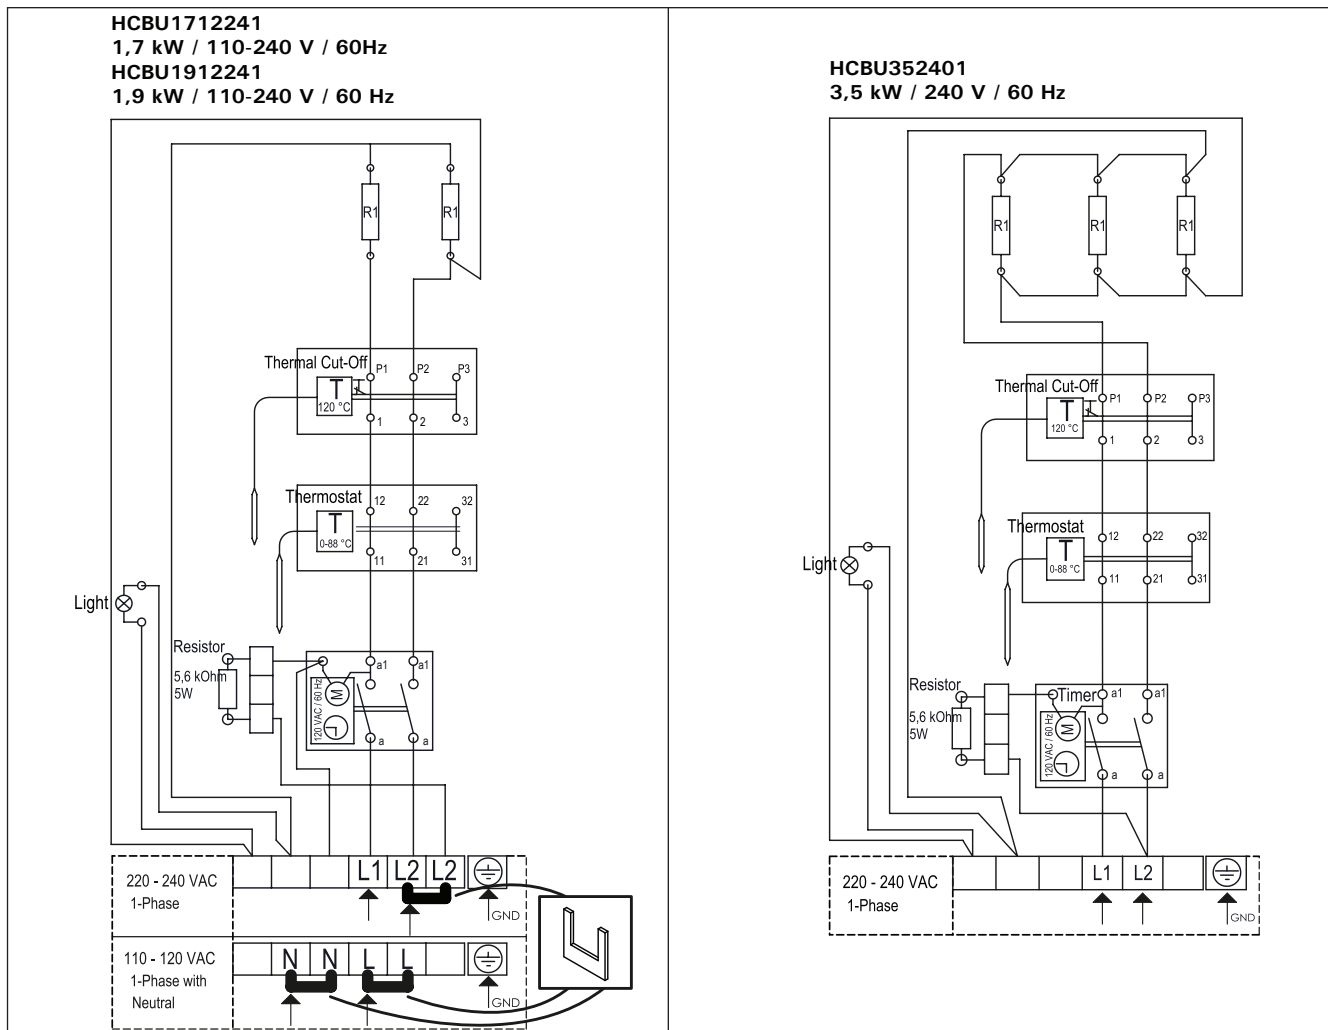 HCBU1712241
1,7 kW / 110-240 V / 60Hz
HCBU1912241
1,9 kW / 110-240 V / 60 Hz
R1 R1
Thermal Cut-Off
P1 P2 P3
T
120 °C
1 2 3
Thermostat
12 22 32
T
0-88 °C
11 21 31
Light
Resistor
5,6 kOhm
5W
a1 a1
M
120 VAC / 60 Hz
a a
220 - 240 VAC
1-Phase
L1 L2 L2
GND
110 - 120 VAC
1-Phase with
Neutral
N N L L
GND
HCBU352401
3,5 kW / 240 V / 60 Hz
R1 R1 R1
Thermal Cut-Off
P1 P2 P3
T
120 °C
1 2 3
Thermostat
12 22 32
T
0-88 °C
11 21 31
Light
Resistor
5,6 kOhm
5W
Timer
a1 a1
M
120 VAC / 60 Hz
a a
220 - 240 VAC
1-Phase
L1 L2
GND